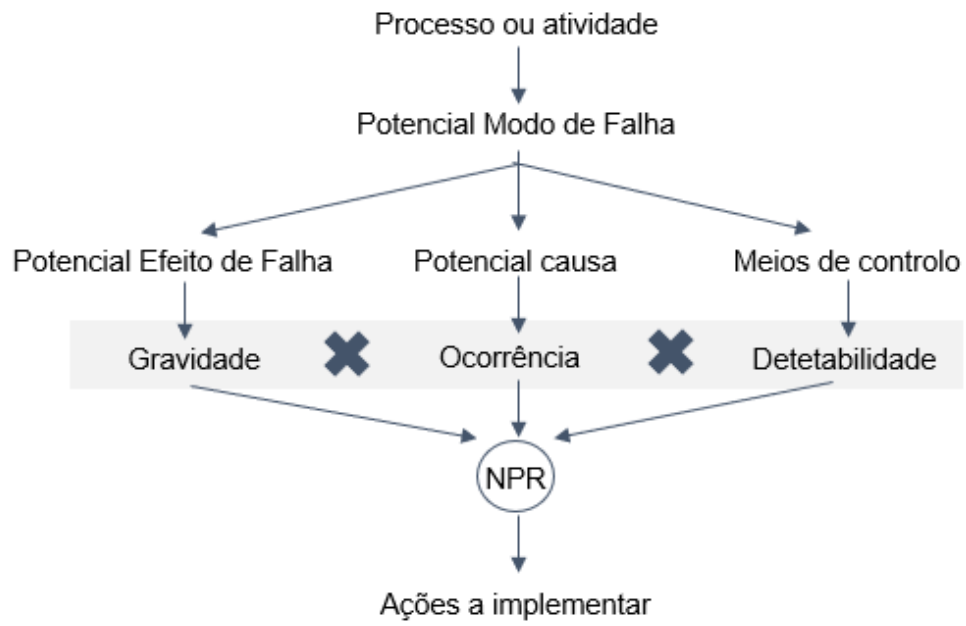 Processo ou atividade
Potencial Modo de Falha
Potencial Efeito de Falha
Potencial causa
Meios de controlo
Gravidade
Ocorrência
Detetabilidade
NPR
Ações a implementar